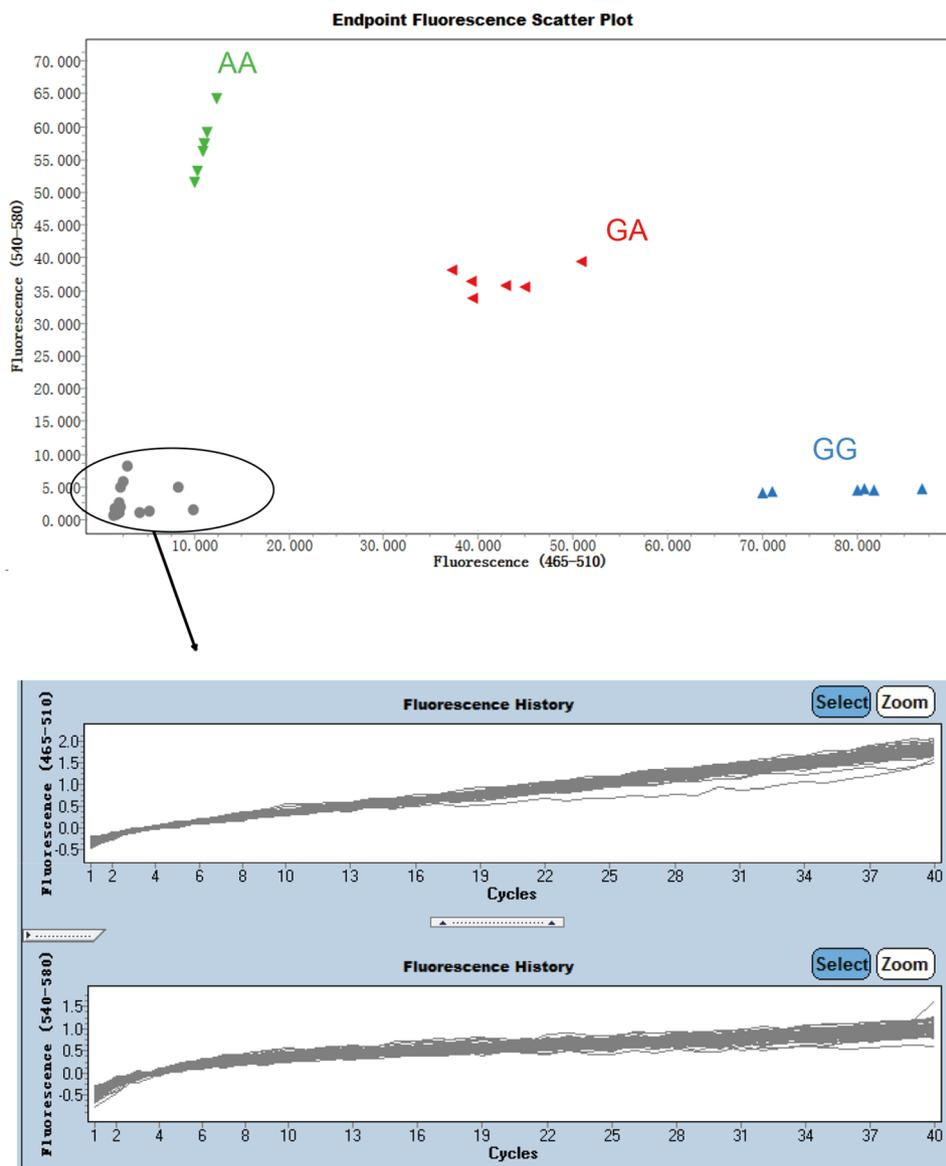 Endpoint Fluorescence Scatter Plot
AA
GA
GG
Fluorescence (540-580)
70.000
65.000
60.000
55.000
50.000
45.000
40.000
35.000
30.000
25.000
20.000
15.000
10.000
5.000
0.000
10.000 20.000 30.000 40.000 50.000 60.000 70.000 80.000
Fluorescence (465-510)
Fluorescence History
Select Zoom
Fluorescence (465-510)
2.0
1.5
1.0
0.5
0.0
-0.5
1 2 4 6 8 10 13 16 19 22 25 28 31 34 37 40
Cycles
Fluorescence History
Select Zoom
Fluorescence (540-580)
1.5
1.0
0.5
0.0
-0.5
1 2 4 6 8 10 13 16 19 22 25 28 31 34 37 40
Cycles